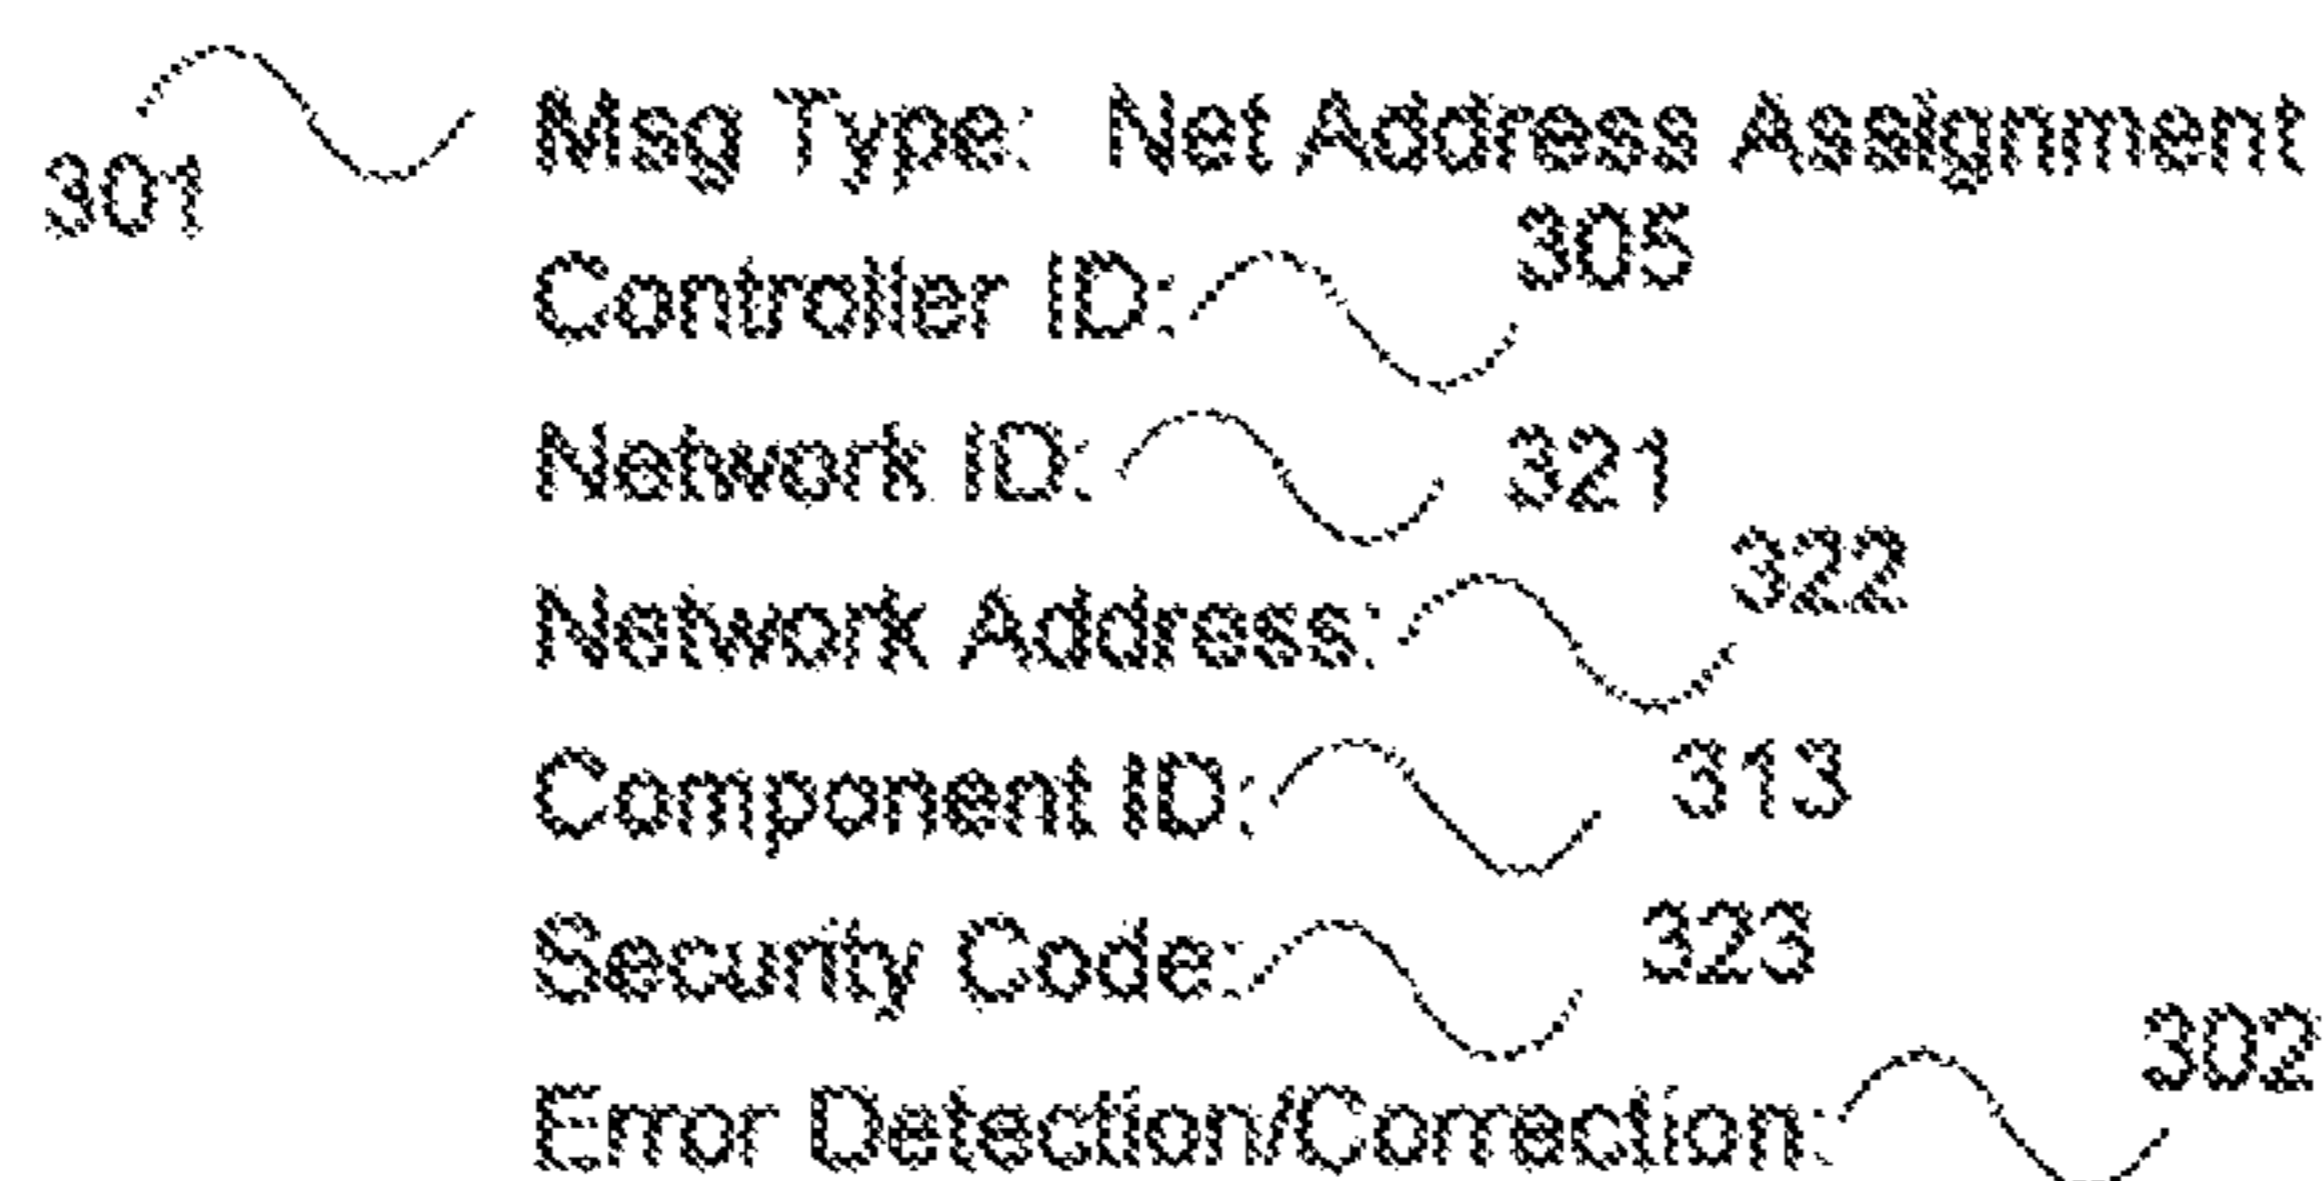 301 Msg Type: Net Address Assignment
Controller ID: 305
Network ID: 321
Network Address: 322
Component ID: 313
Security Code: 323
Error Detection/Correction: 302